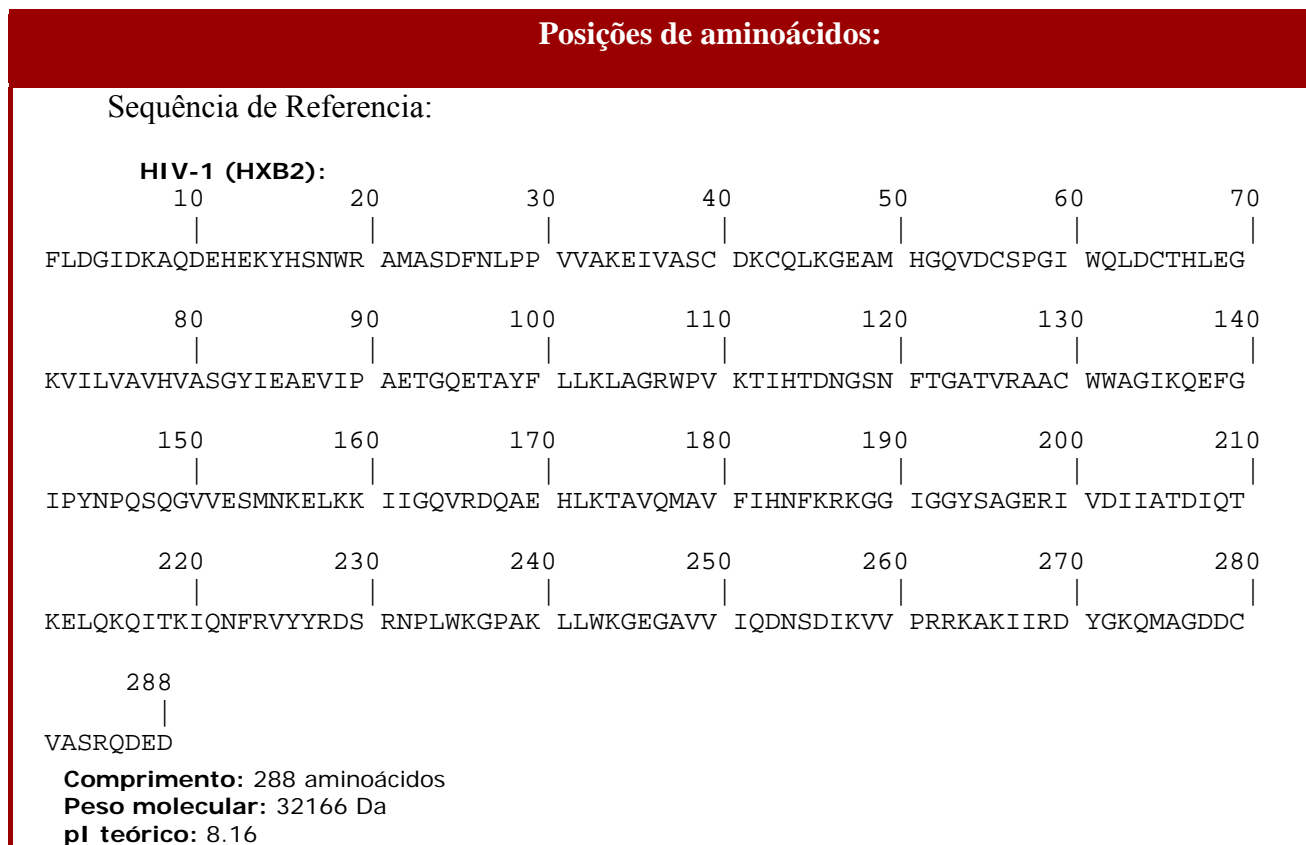 Posições de aminoácidos:
Sequência de Referencia:
HIV-1 (HXB2):
10 20 30 40 50 60 70
| | | | | | |
FLDGIDKAQDEHEKYHSNWR AMASDFNLPP VVAKEIVASC DKCQLKGEAM HGQVDCSPGI WQLDCTHLEG
80 90 100 110 120 130 140
| | | | | | |
KVILVAVHVASGYIEAEVIP AETGQETAYF LLKLAGRWPV KTIHTDNGSN FTGATVRAAC WWAGIKQEFG
150 160 170 180 190 200 210
| | | | | | |
IPYNPQSQGVVESMNKELKK IIGQVRDQAE HLKTAVQMAV FIHNFKRKGG IGGYSAGERI VDIIATDIQT
220 230 240 250 260 270 280
| | | | | | |
KELQKQITKIQNFRVYYRDS RNPLWKGPAK LLWKGEGAVV IQDNSDIKVV PRRKAKIIRD YGKQMAGDDC
288
|
VASRQDED
Comprimento: 288 aminoácidos
Peso molecular: 32166 Da
pI teórico: 8.16